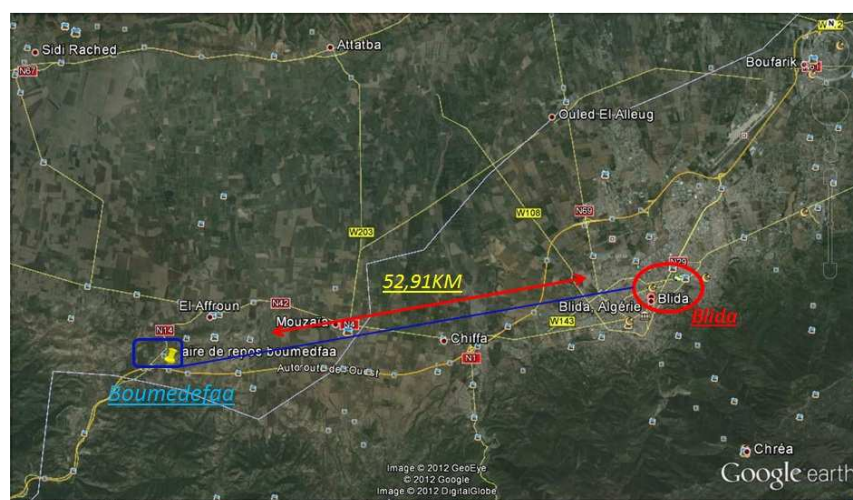 Sidi Rached
Attatba
N67
Boufarik
Ouled El Alleug
W108
N69
W203
52,91KM
N29
Blida
Blida, Algérie
Blida
El Affroun
N42
Mouzaia
N4
W143
N14
Chiffa
aire de repos boumedfaa
N1
Autoroute de l'Ouest
Boumedefaa
Chréa
Image © 2012 GeoEye
© 2012 Google
Image © 2012 DigitalGlobe
Google earth